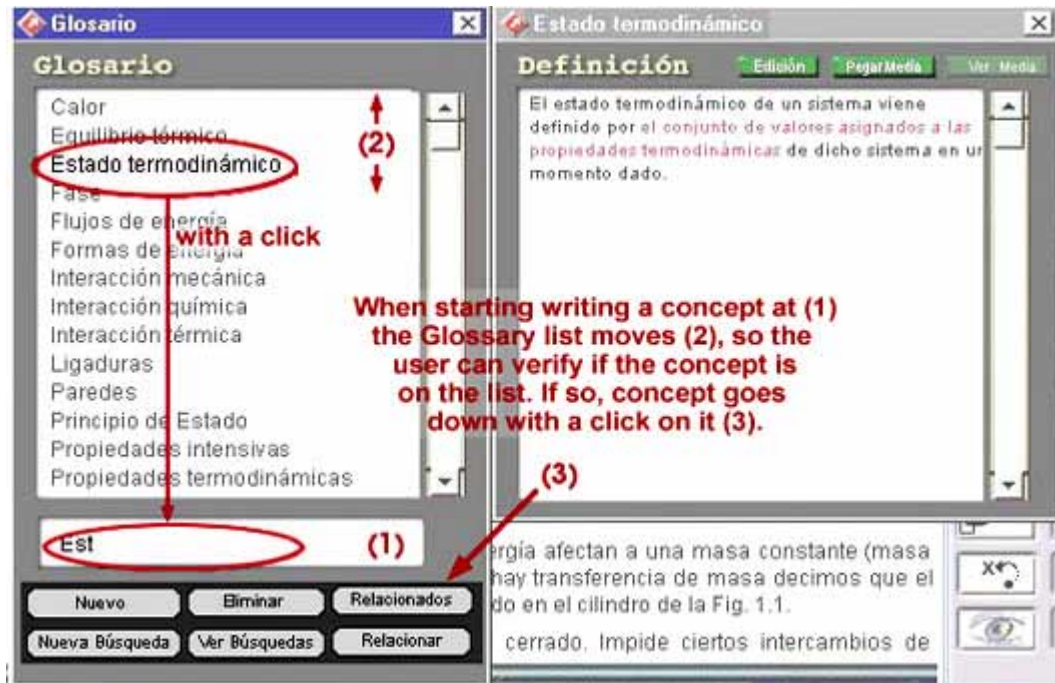 Glosario
Glosario
Calor
Equilibrio térmico
Estado termodinámico
Fase
Flujos de energía
Formas de energía
Interacción mecánica
Interacción química
Interacción térmica
Ligaduras
Paredes
Principio de Estado
Propiedades intensivas
Propiedades termodinámicas
(2)
with a click
Est
(1)
Nuevo
Eliminar
Relacionados
Nueva Búsqueda
Ver Búsquedas
Relacionar
Estado termodinámico
Definición
Edición
Pegar Media
Ver Media
El estado termodinámico de un sistema viene
definido por el conjunto de valores asignados a las
propiedades termodinámicas de dicho sistema en un
momento dado.
When starting writing a concept at (1)
the Glossary list moves (2), so the
user can verify if the concept is
on the list. If so, concept goes
down with a click on it (3).
(3)
ergía afectan a una masa constante (masa
hay transferencia de masa decimos que el
do en el cilindro de la Fig. 1.1.
cerrado. Impide ciertos intercambios de